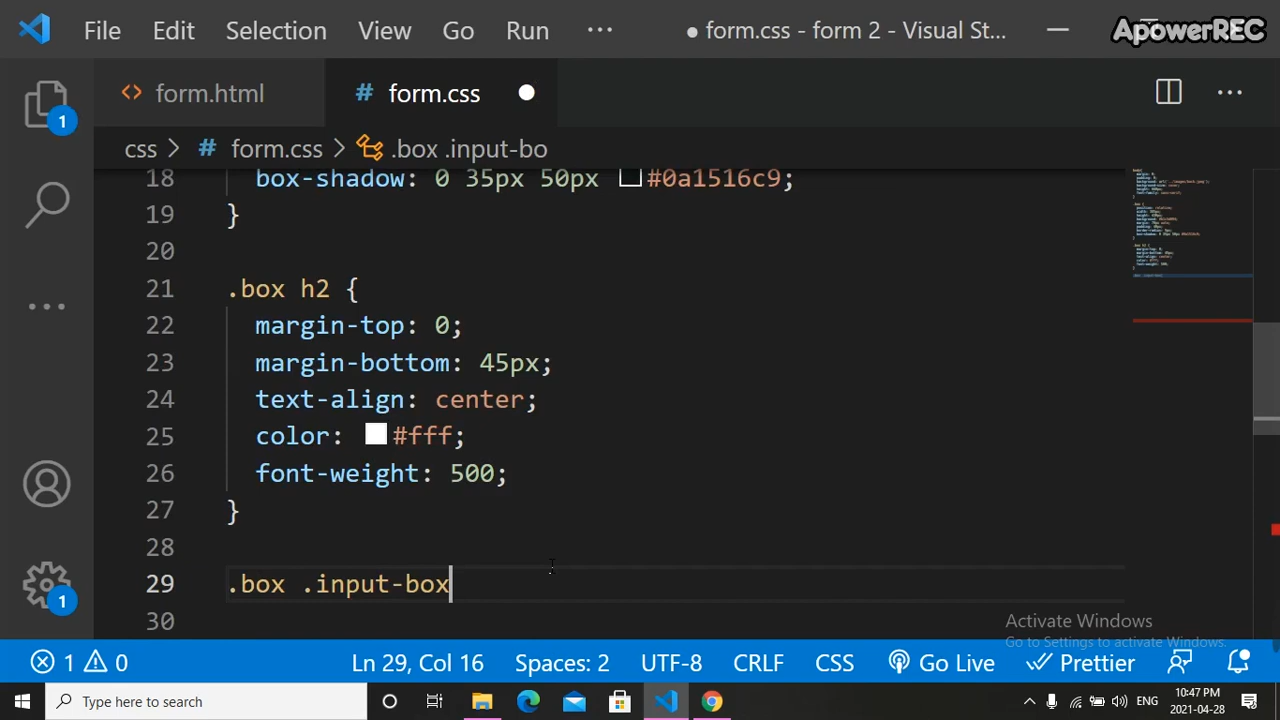 File Edit Selection View Go Run ··· ● form.css - form 2 - Visual St...
ApowerREC
form.html
form.css
css > # form.css > .box .input-bo
1
18 box-shadow: 0 35px 50px #0a1516c9;
19 }
20
21 .box h2 {
22 margin-top: 0;
23 margin-bottom: 45px;
24 text-align: center;
25 color: #fff;
26 font-weight: 500;
27 }
28
29 .box .input-box
30
1
Activate Windows
Go to Settings to activate Windows.
1 0 Ln 29, Col 16 Spaces: 2 UTF-8 CRLF CSS Go Live Prettier
Type here to search
ENG
10:47 PM
2021-04-28